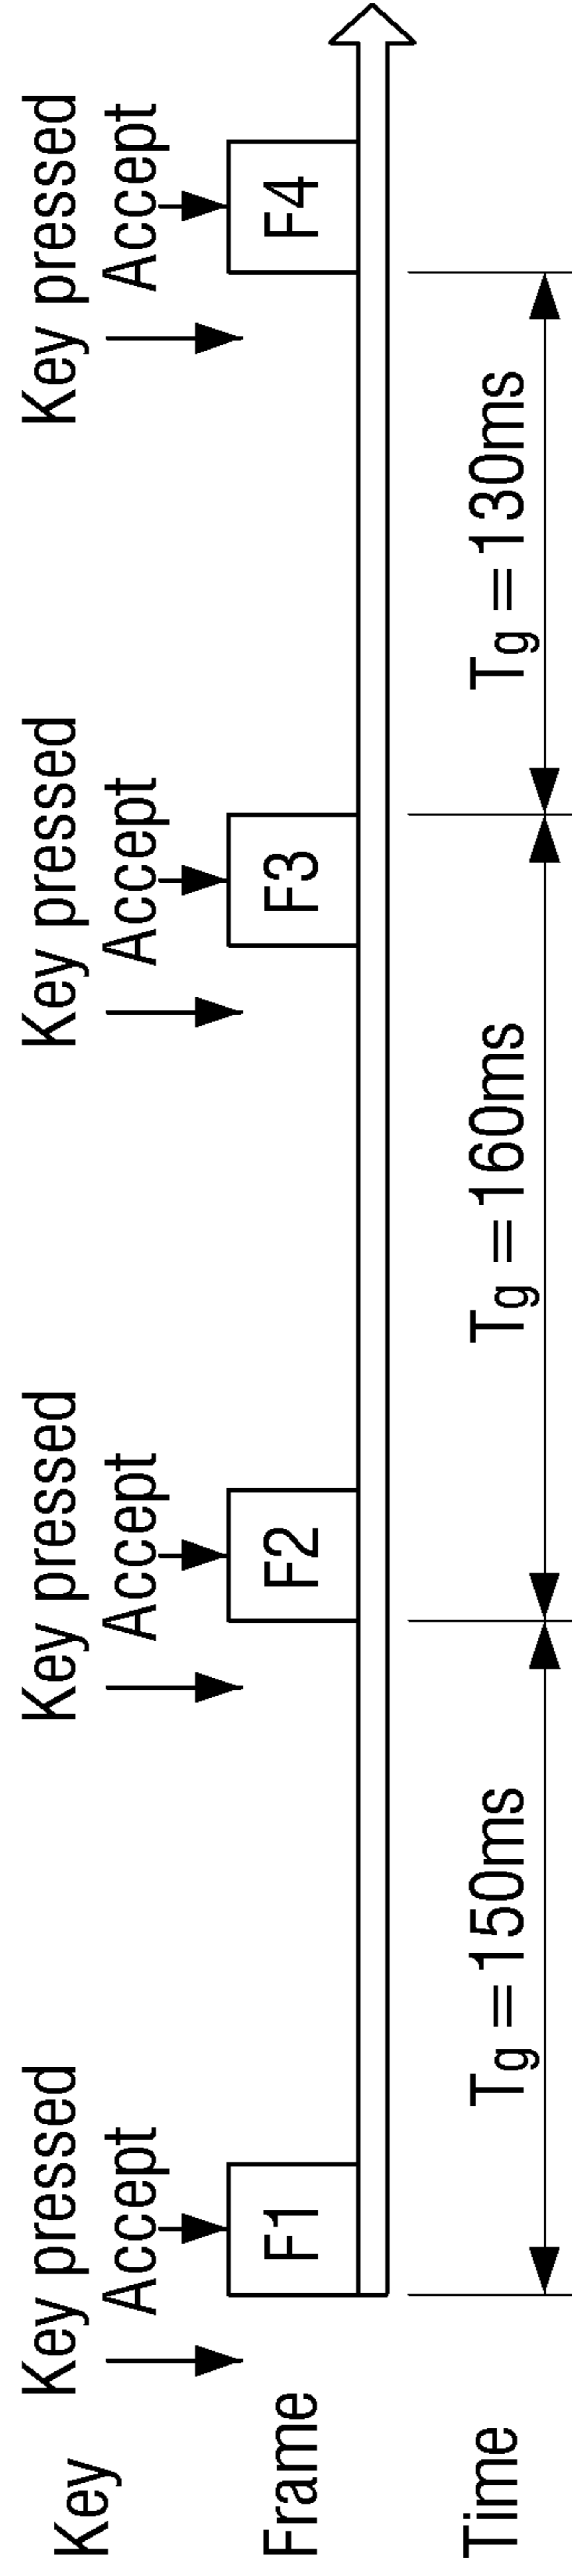 Key
Key pressed
Accept
Key pressed
Accept
Key pressed
Accept
Key pressed
Accept
Frame
F1
F2
F3
F4
Time
Tg = 150ms
Tg = 160ms
Tg = 130ms